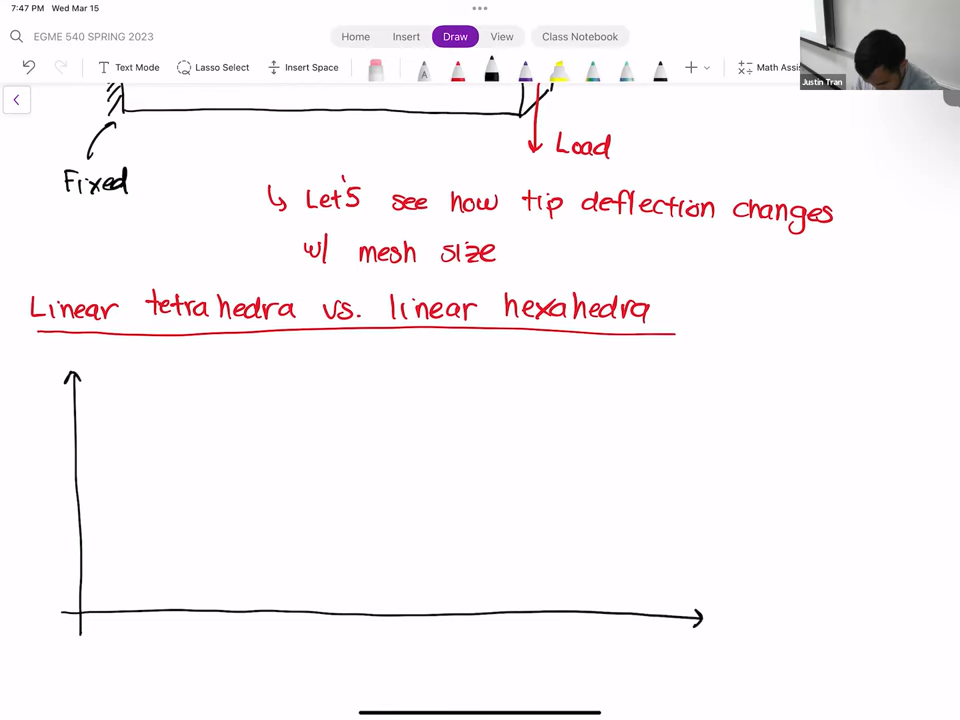 7:47 PM Wed Mar 15
EGME 540 SPRING 2023
Home Insert Draw View Class Notebook
Text Mode Lasso Select Insert Space Math Assis
Justin Tran
Load
Fixed
↳ Let's see how tip deflection changes
w/ mesh size
Linear tetrahedra vs. linear hexahedra